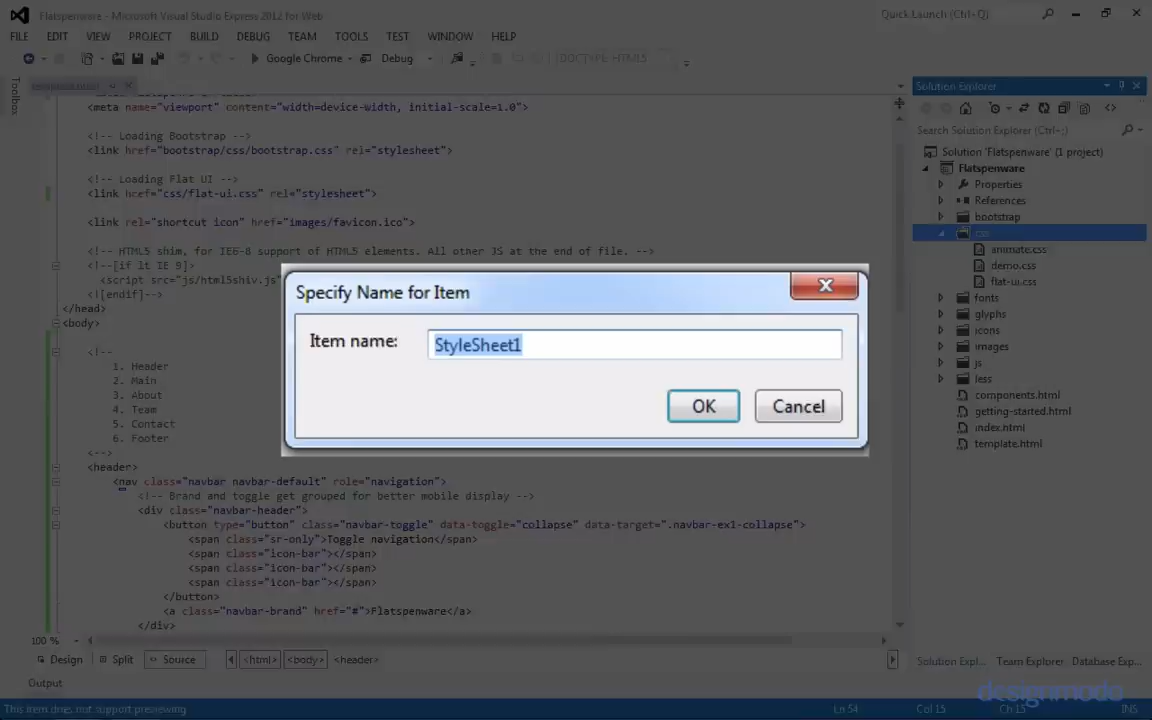 Flatspenware - Microsoft Visual Studio Express 2012 for Web
Quick Launch (Ctrl+Q)
FILE EDIT VIEW PROJECT BUILD DEBUG TEAM TOOLS TEST WINDOW HELP
Google Chrome
Debug
DOCTYPE: HTML5
Toolbox
<meta name="viewport" content="width=device-width, initial-scale=1.0">
<!-- Loading Bootstrap -->
<link href="bootstrap/css/bootstrap.css" rel="stylesheet">
<!-- Loading Flat UI -->
<link href="css/flat-ui.css" rel="stylesheet">
<link rel="shortcut icon" href="images/favicon.ico">
<!-- HTML5 shim, for IE6-8 support of HTML5 elements. All other JS at the end of file. -->
<!--[if lt IE 9]>
<script src="js/html5shiv.js"
<![endif]-->
</head>
<body>
<!--
1. Header
2. Main
3. About
4. Team
5. Contact
6. Footer
<-->
<header>
<nav class="navbar navbar-default" role="navigation">
<!-- Brand and toggle get grouped for better mobile display -->
<div class="navbar-header">
<button type="button" class="navbar-toggle" data-toggle="collapse" data-target=".navbar-ex1-collapse">
<span class="sr-only">Toggle navigation</span>
<span class="icon-bar"></span>
<span class="icon-bar"></span>
<span class="icon-bar"></span>
</button>
<a class="navbar-brand" href="#">Flatspenware</a>
</div>
100 %
Design Split Source <html> <body> <header>
Output
This item does not support previewing
Ln 54 Col 15 Ch 15 INS
Specify Name for Item
Item name: StyleSheet1
OK Cancel
Solution Explorer
Search Solution Explorer (Ctrl+;)
Solution 'Flatspenware' (1 project)
Flatspenware
Properties
References
bootstrap
css
animate.css
demo.css
flat-ui.css
fonts
glyphs
icons
images
js
less
components.html
getting-started.html
index.html
template.html
Solution Expl... Team Explorer Database Exp...
designmodo